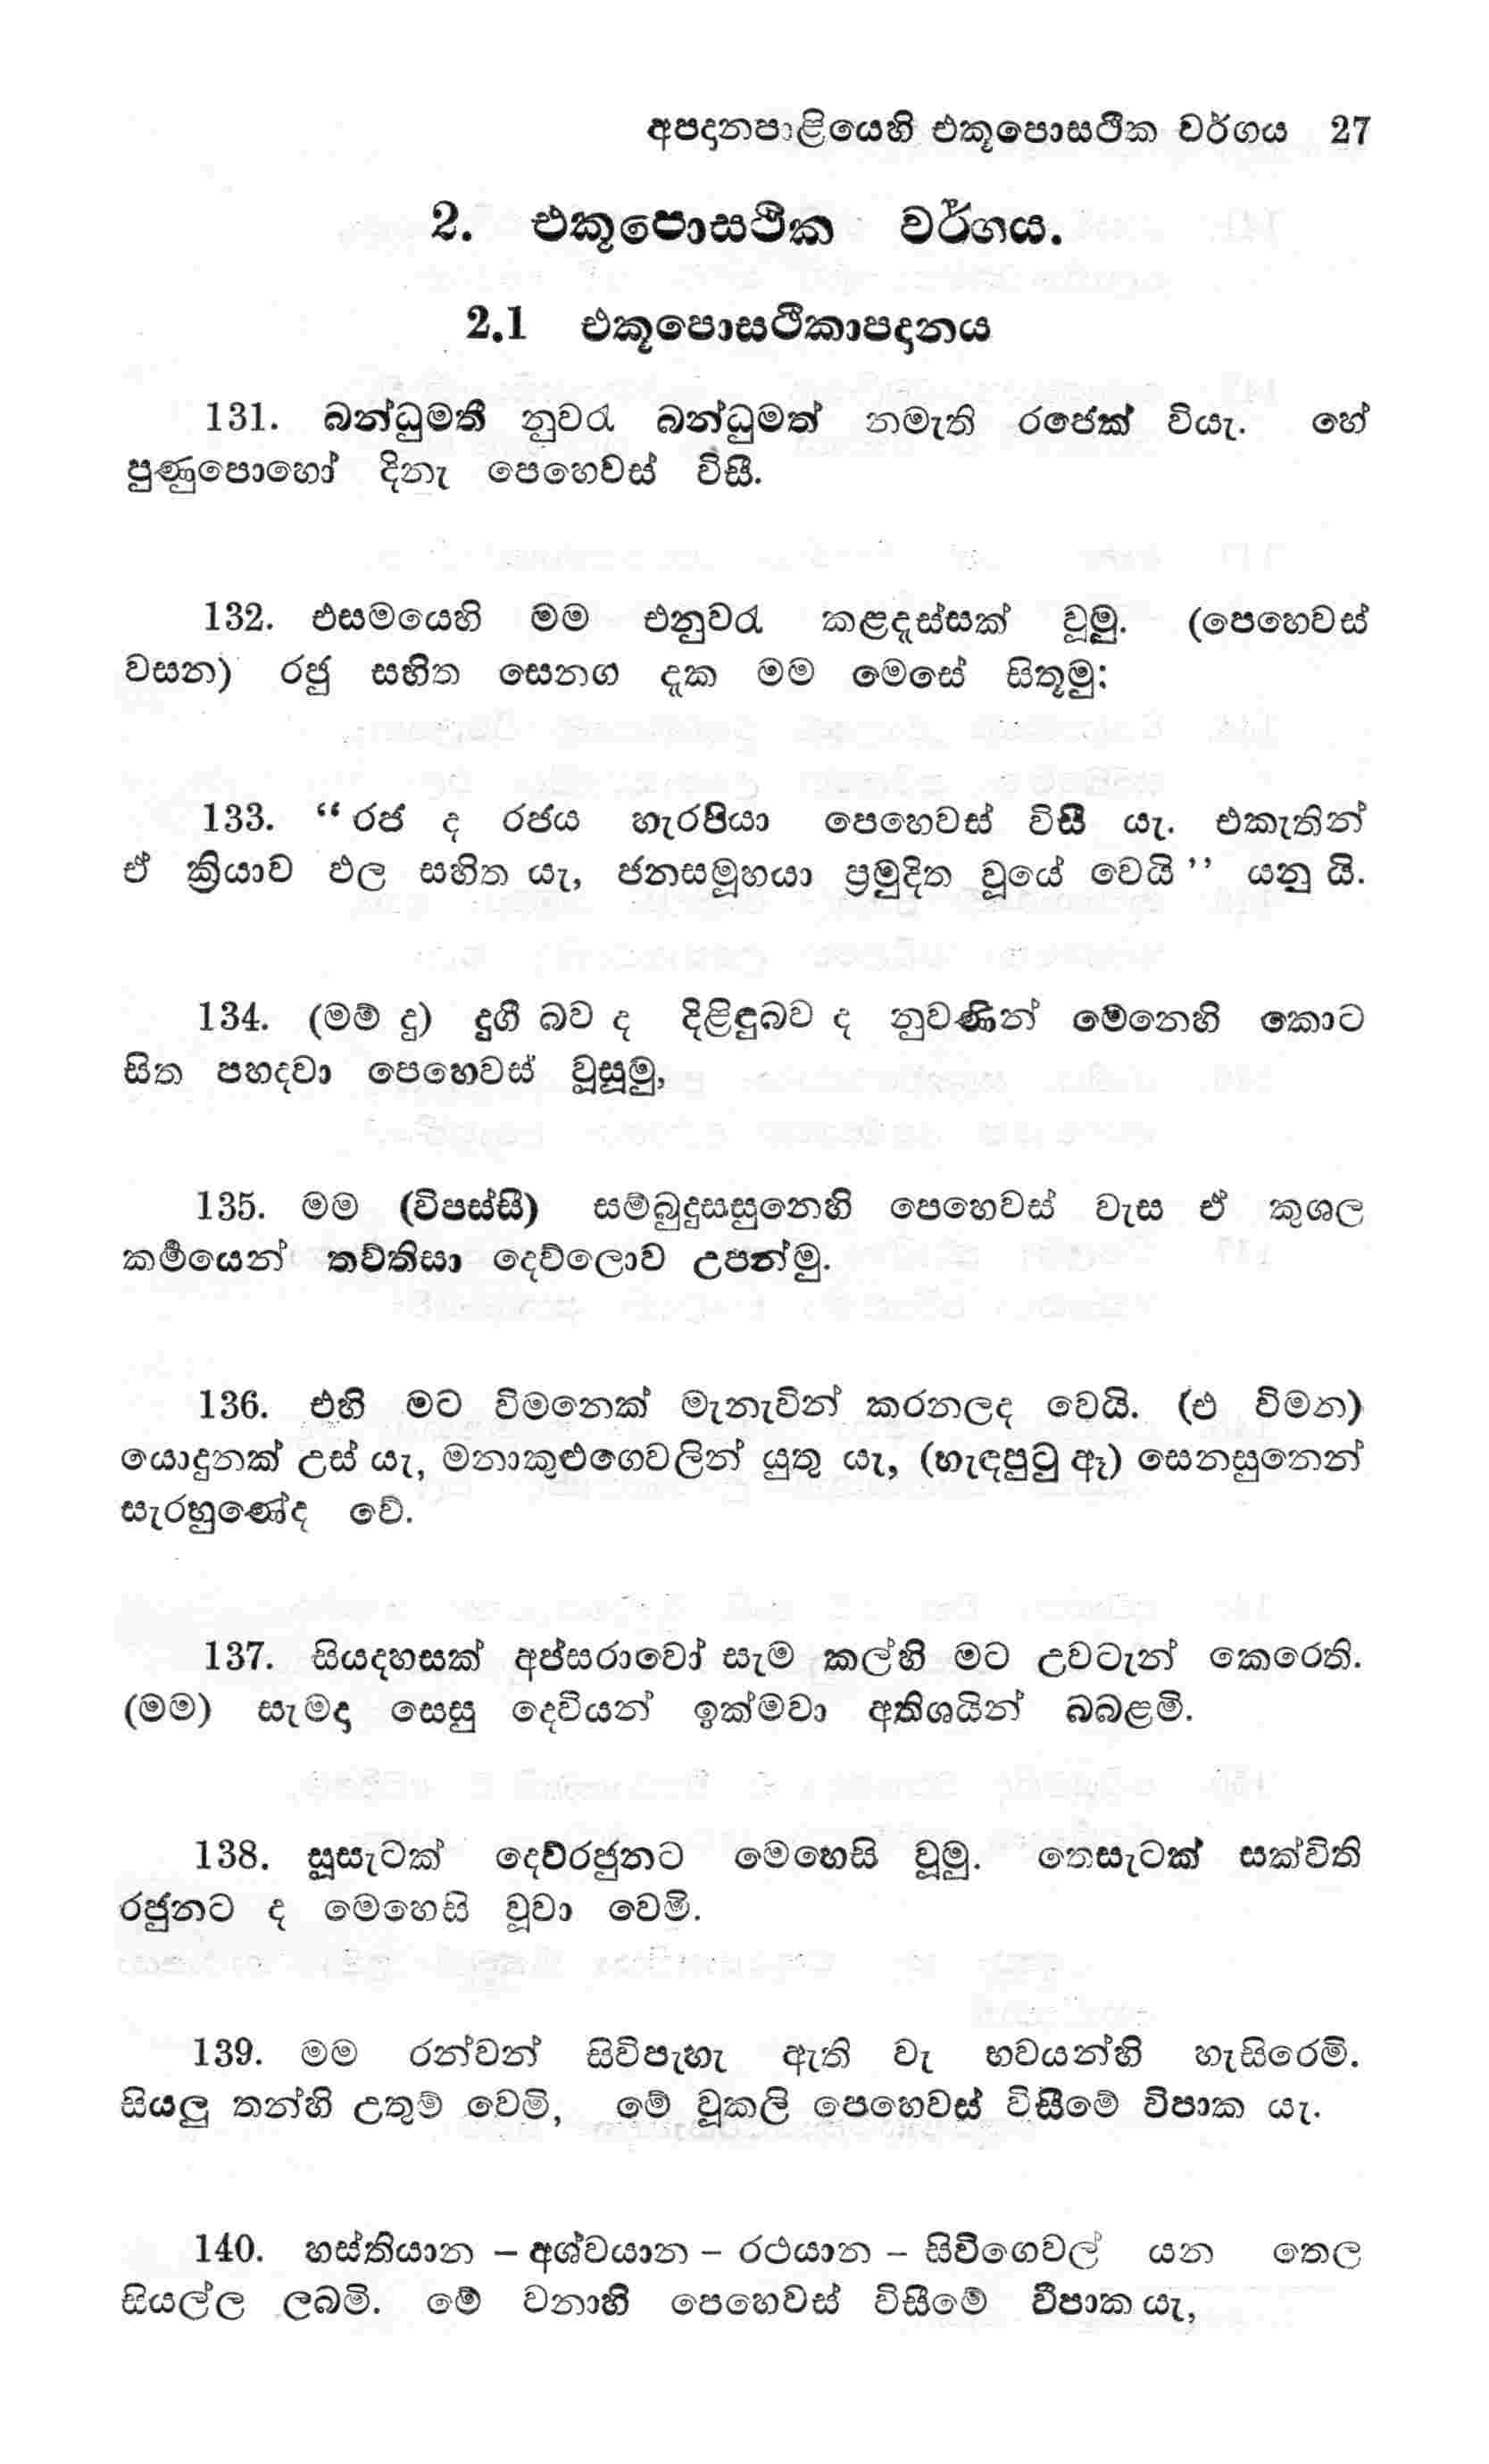 අපදානපාළියෙහි එකූපොසථික වර්ගය 27
2. එකූපොසථික වර්ගය.
2.1 එකූපොසථිකාපදානය
131. බන්ධුමතී නුවරැ බන්ධුමත් නමැති රජෙක් වියැ. හේ
පුණුපොහෝ දිනැ පෙහෙවස් විසී.
132. එසමයෙහි මම එනුවරැ කළදැස්සක් වූමු. (පෙහෙවස්
වසන) රජු සහිත සෙනග දැක මම මෙසේ සිතූමු:
133. “රජ ද රජය හැරපියා පෙහෙවස් විසී යැ. එකැතින්
ඒ ක්‍රියාව ඵල සහිත යැ, ජනසමූහයා ප්‍රමුදිත වූයේ වෙයි’’ යනු යි.
134. (මම් දු) දුගී බව ද දිළිඳුබව ද නුවණින් මෙනෙහි කොට
සිත පහදවා පෙහෙවස් වූසූමු,
135. මම (විපස්සී) සම්බුදුසසුනෙහි පෙහෙවස් වැස ඒ කුශල
කර්‍මයෙන් තව්තිසා දෙව්ලොව උපන්මු.
136. එහි මට විමනෙක් මැනැවින් කරනලද වෙයි. (එ විමන)
යොදුනක් උස් යැ, මනාකුළුගෙවලින් යුතු යැ, (හැඳපුටු ඈ) සෙනසුනෙන්
සැරහුණේද වේ.
137. සියදහසක් අප්සරාවෝ සැම කල්හි මට උවටැන් කෙරෙති.
(මම) සැමදා සෙසු දෙවියන් ඉක්මවා අතිශයින් බබළමි.
138. සූසැටක් දෙව්රජුනට මෙහෙසි වූමු. තෙසැටක් සක්විති
රජුනට ද මෙහෙසි වූවා වෙමි.
139. මම රන්වන් සිවිපැහැ ඇති වැ භවයන්හි හැසිරෙමි.
සියලු තන්හි උතුම් වෙමි, මේ වූකලි පෙහෙවස් විසීමේ විපාක යැ.
140. හස්තියාන – අශ්වයාන – රථයාන – සිවිගෙවල් යන තෙල
සියල්ල ලබමි. මේ වනාහි පෙහෙවස් විසීමේ විපාක යැ,